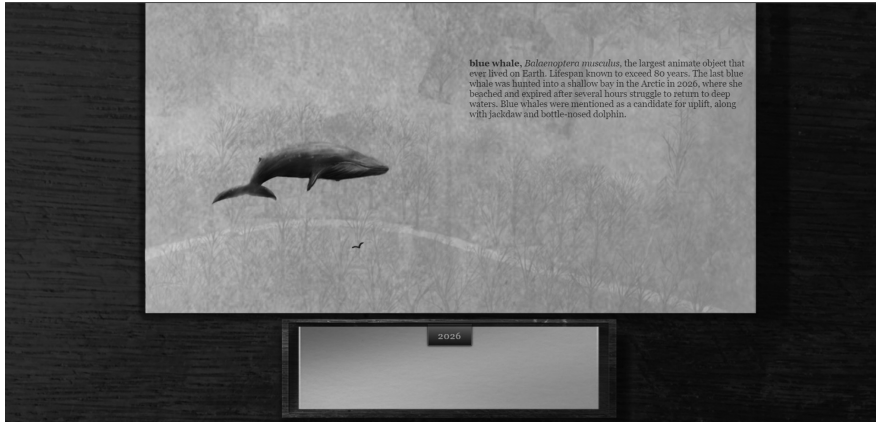 blue whale, Balaenoptera musculus, the largest animate object that
ever lived on Earth. Lifespan known to exceed 80 years. The last blue
whale was hunted into a shallow bay in the Arctic in 2026, where she
beached and expired after several hours struggle to return to deep
waters. Blue whales were mentioned as a candidate for uplift, along
with jackdaw and bottle-nosed dolphin.
2026